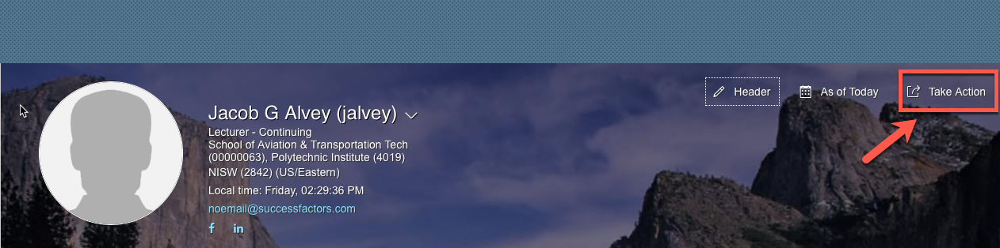 Header
As of Today
Take Action
Jacob G Alvey (jalvey)
Lecturer - Continuing
School of Aviation & Transportation Tech
(00000063), Polytechnic Institute (4019)
NISW (2842) (US/Eastern)
Local time: Friday, 02:29:36 PM
noemail@successfactors.com
f in